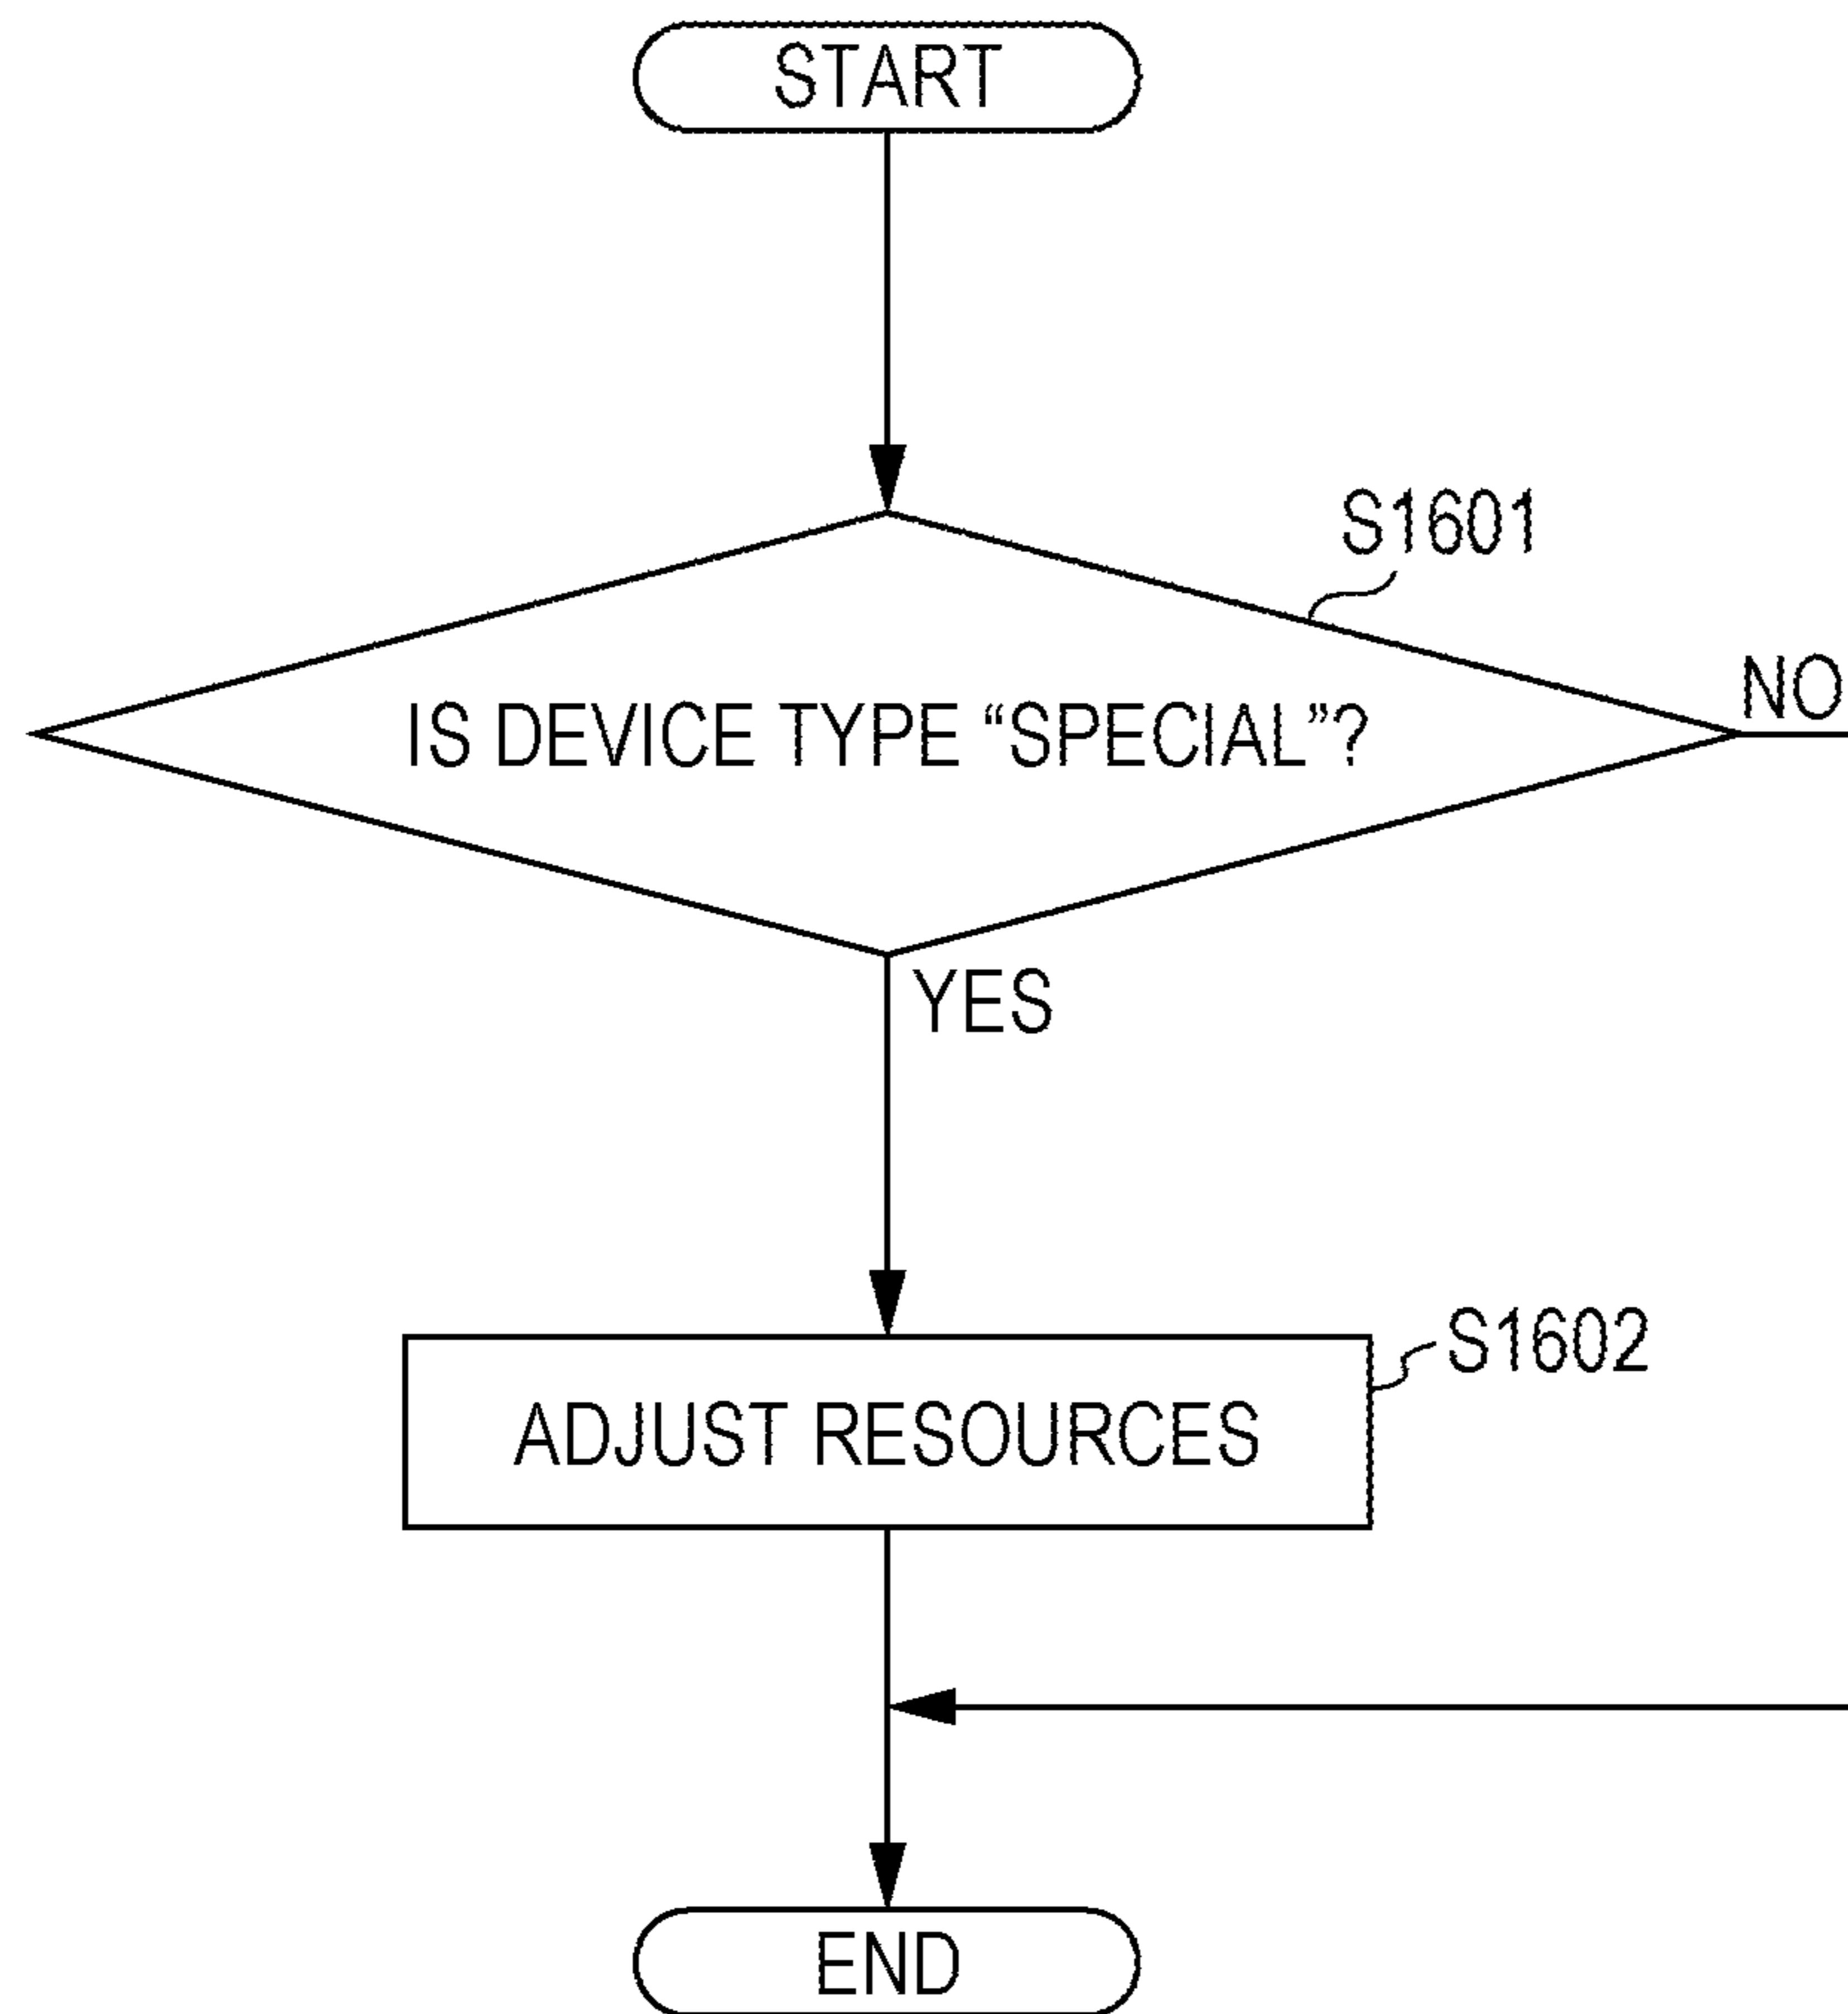 START
S1601
IS DEVICE TYPE “SPECIAL”?
NO
YES
S1602
ADJUST RESOURCES
END